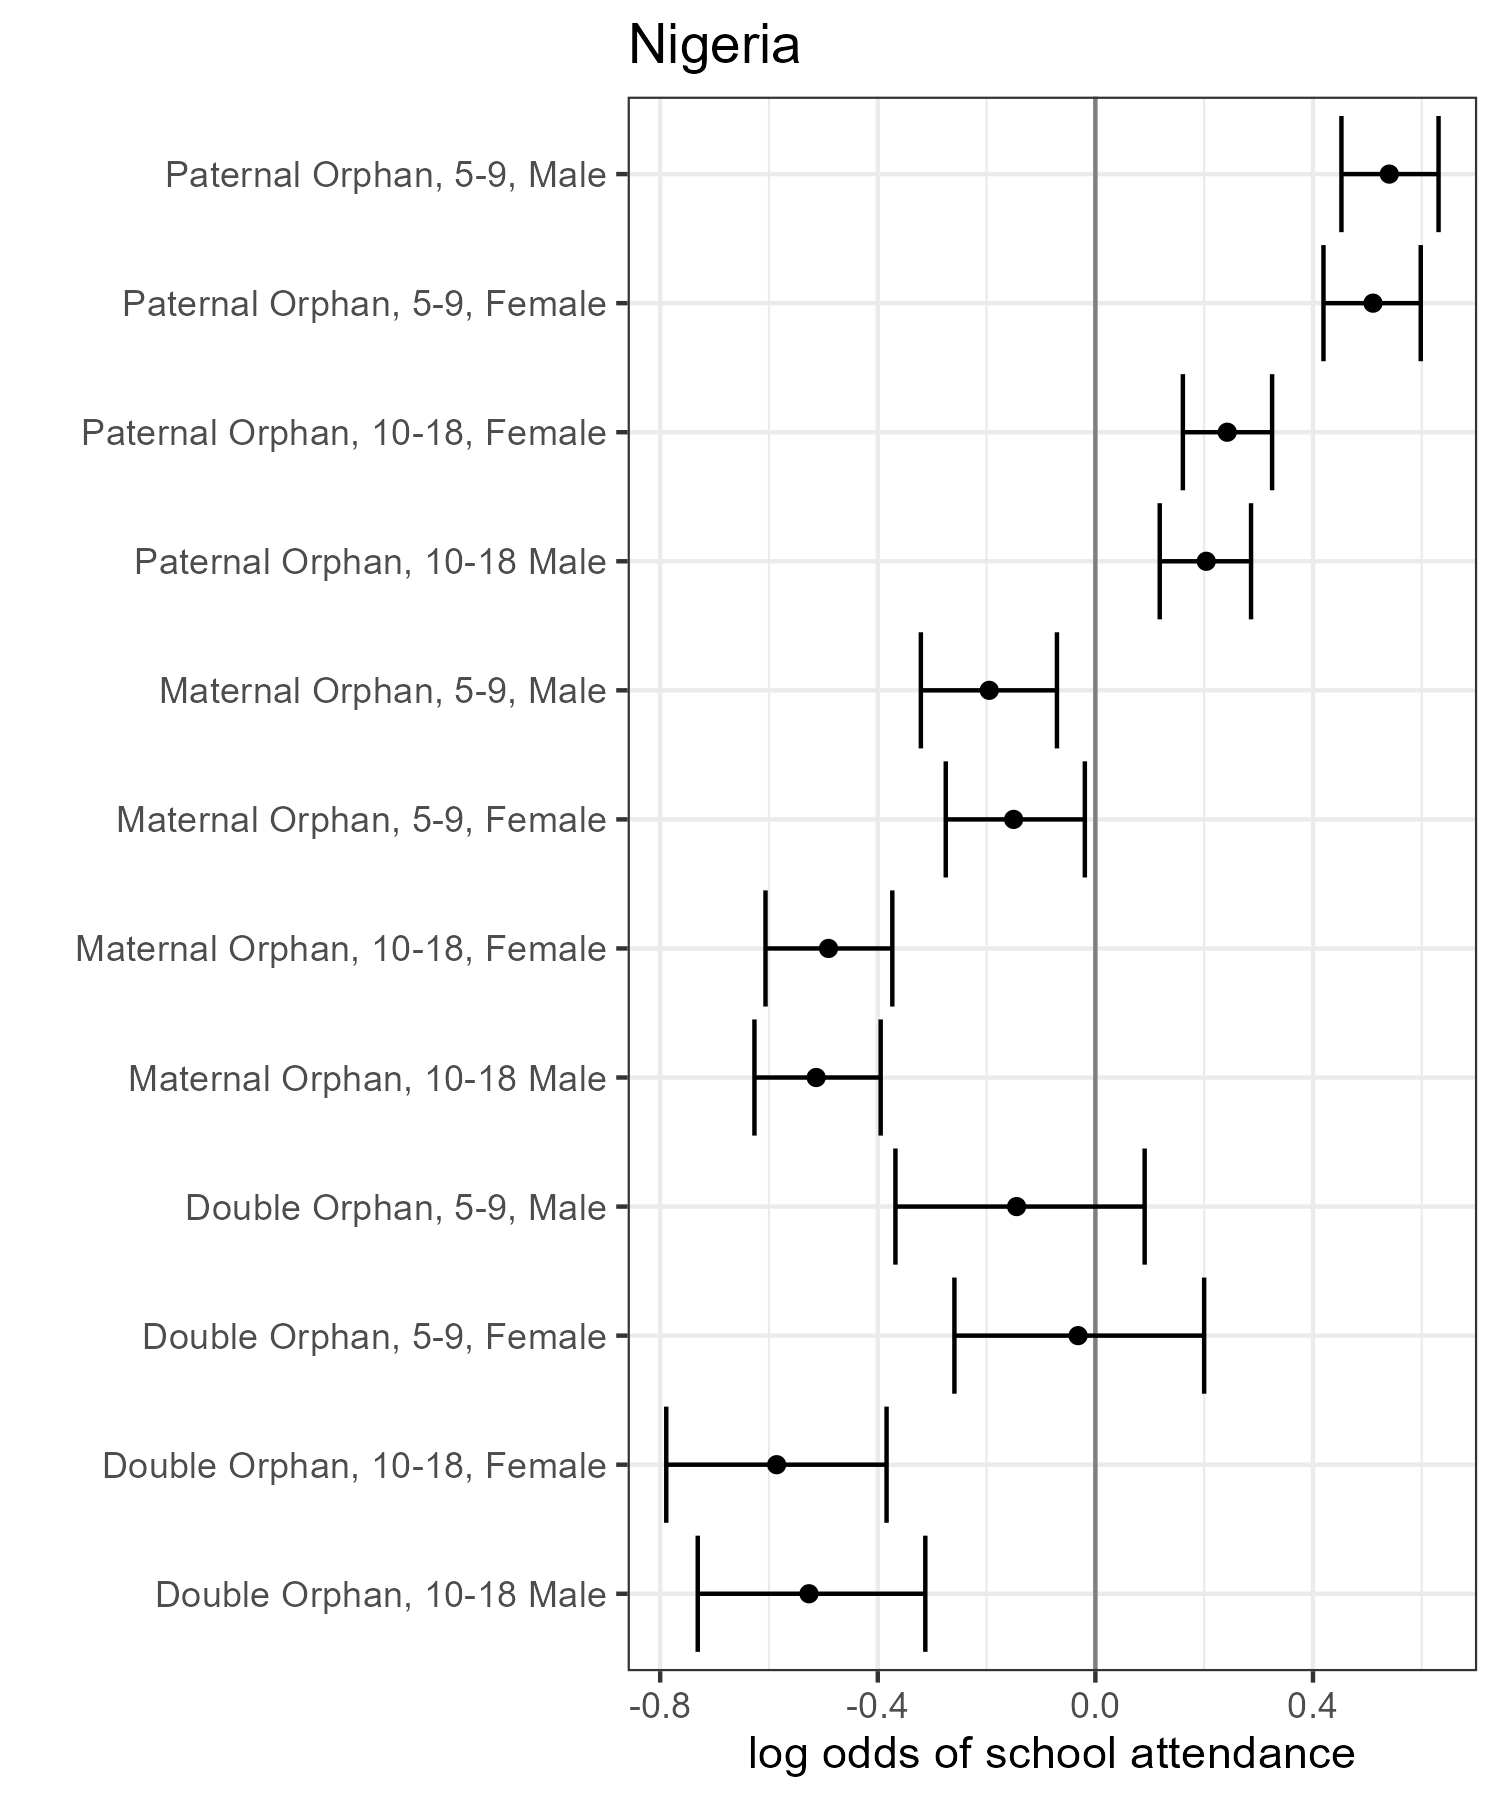 Nigeria
Paternal Orphan, 5-9, Male
Paternal Orphan, 5-9, Female
Paternal Orphan, 10-18, Female
Paternal Orphan, 10-18 Male
Maternal Orphan, 5-9, Male
Maternal Orphan, 5-9, Female
Maternal Orphan, 10-18, Female
Maternal Orphan, 10-18 Male
Double Orphan, 5-9, Male
Double Orphan, 5-9, Female
Double Orphan, 10-18, Female
Double Orphan, 10-18 Male
-0.8 -0.4 0.0 0.4
log odds of school attendance